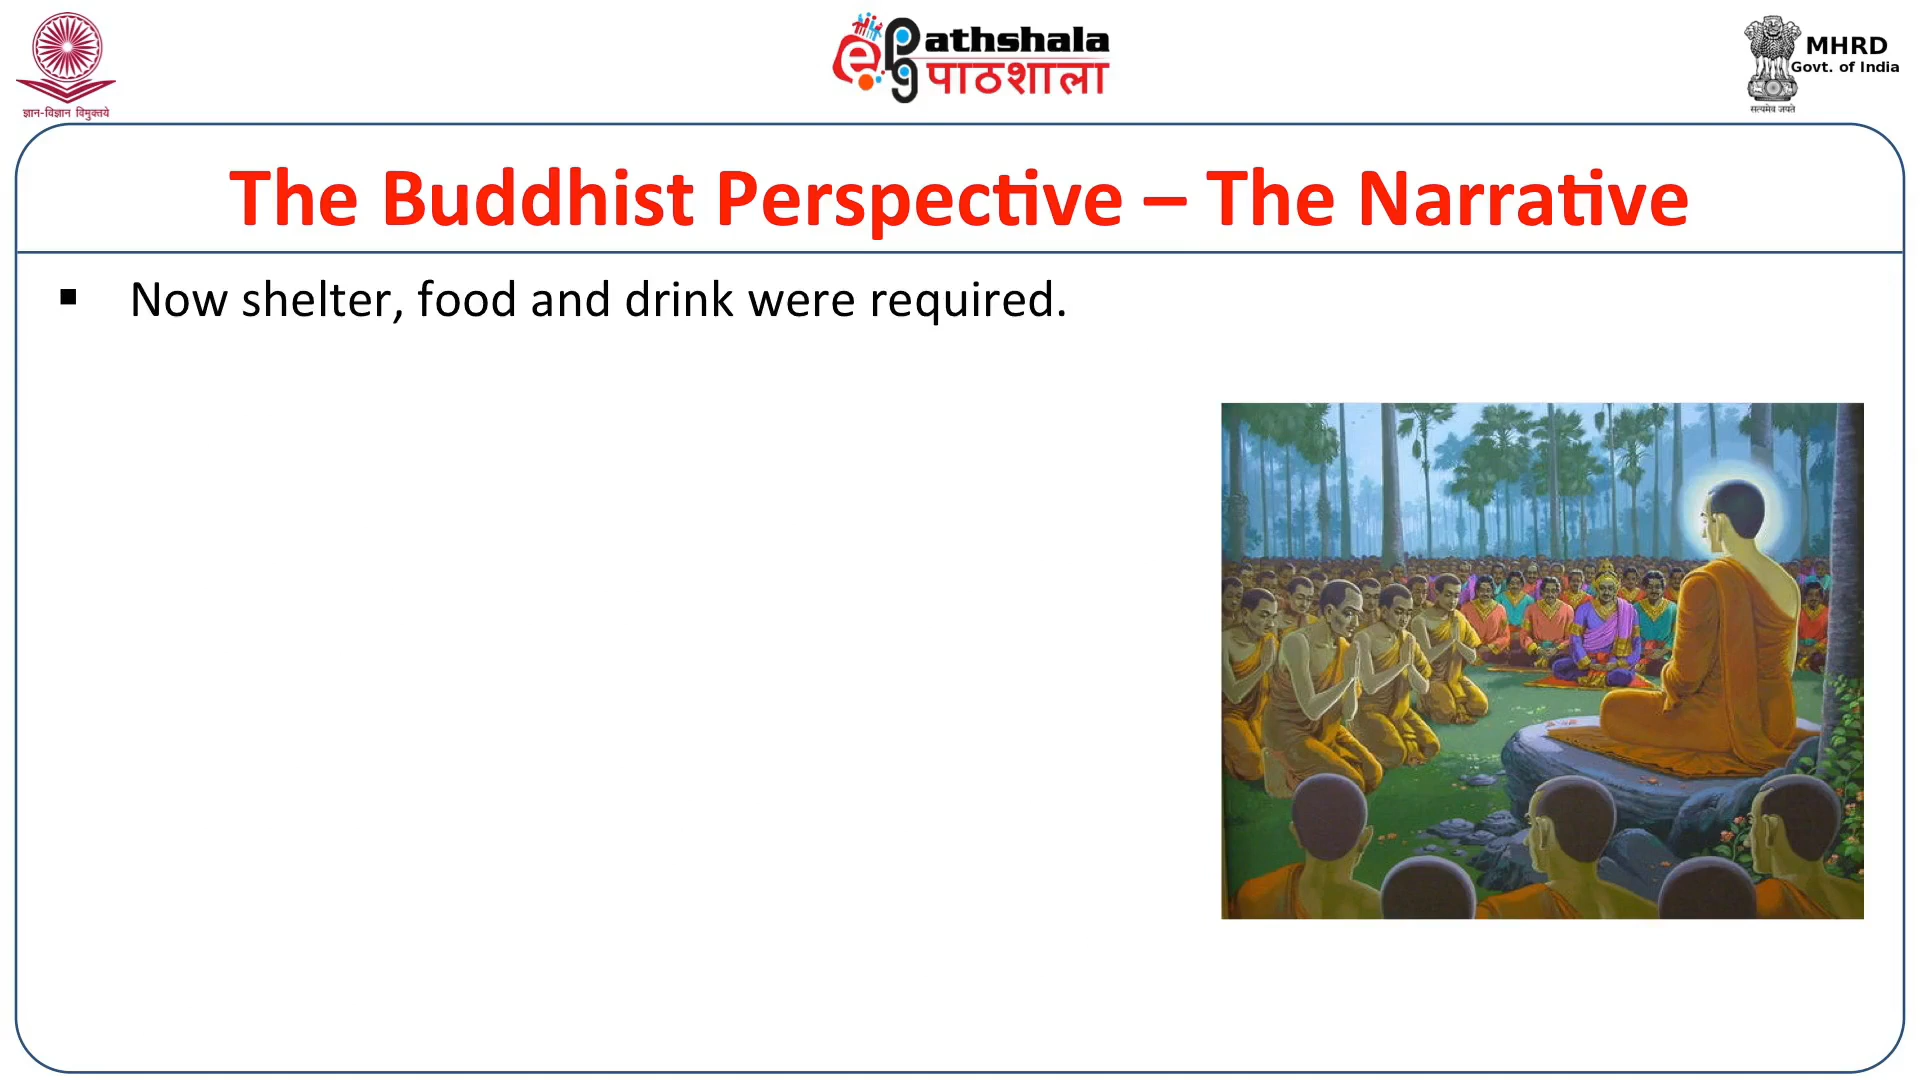 ज्ञान-विज्ञान विमुक्तये
ePathshala
पाठशाला
MHRD
Govt. of India
सत्यमेव जयते
The Buddhist Perspective – The Narrative
▪ Now shelter, food and drink were required.